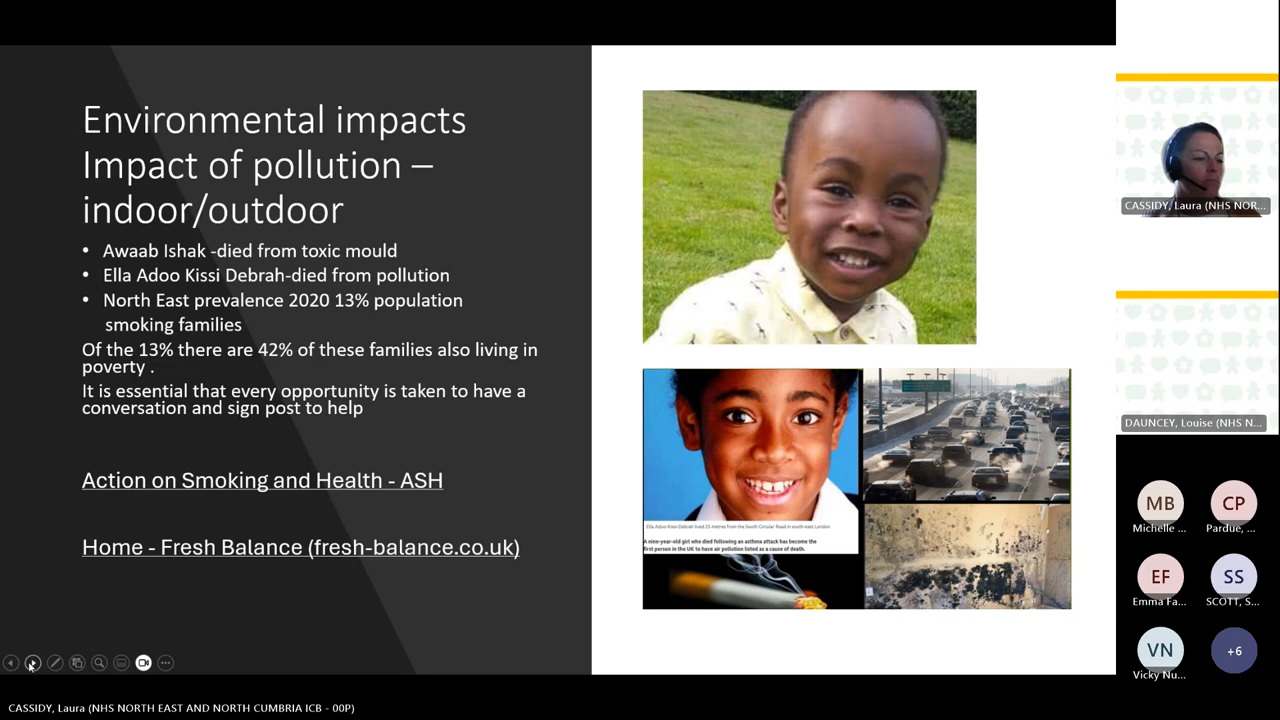 Environmental impacts
Impact of pollution –
indoor/outdoor
• Awaab Ishak -died from toxic mould
• Ella Adoo Kissi Debrah-died from pollution
• North East prevalence 2020 13% population
smoking families
Of the 13% there are 42% of these families also living in
poverty .
It is essential that every opportunity is taken to have a
conversation and sign post to help
Action on Smoking and Health - ASH
Home - Fresh Balance (fresh-balance.co.uk)
Ella Adoo-Kissi-Debrah lived 25 metres from the South Circular Road in south-east London
A nine-year-old girl who died following an asthma attack has become the
first person in the UK to have air pollution listed as a cause of death.
CASSIDY, Laura (NHS NOR...
DAUNCEY, Louise (NHS N...
MB
CP
Michelle ...
Pardue, ...
EF
SS
Emma Fa...
SCOTT, S...
VN
+6
Vicky Nu...
CASSIDY, Laura (NHS NORTH EAST AND NORTH CUMBRIA ICB - 00P)